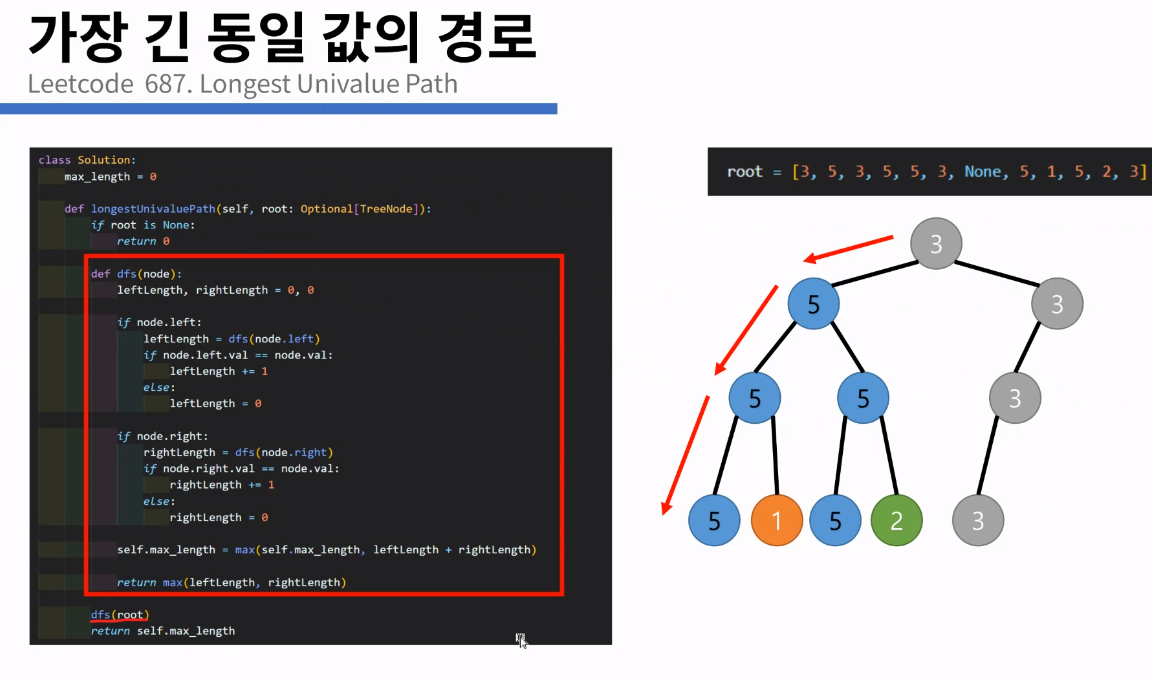 가장 긴 동일 값의 경로
Leetcode 687. Longest Univalue Path
class Solution:
    max_length = 0
    def longestUnivaluePath(self, root: Optional[TreeNode]):
        if root is None:
            return 0
        def dfs(node):
            leftLength, rightLength = 0, 0
            if node.left:
                leftLength = dfs(node.left)
                if node.left.val == node.val:
                    leftLength += 1
                else:
                    leftLength = 0
            if node.right:
                rightLength = dfs(node.right)
                if node.right.val == node.val:
                    rightLength += 1
                else:
                    rightLength = 0
            self.max_length = max(self.max_length, leftLength + rightLength)
            return max(leftLength, rightLength)
        dfs(root)
        return self.max_length
root = [3, 5, 3, 5, 5, 3, None, 5, 1, 5, 2, 3]
3
5 3
5 5 3
5 1 5 2 3